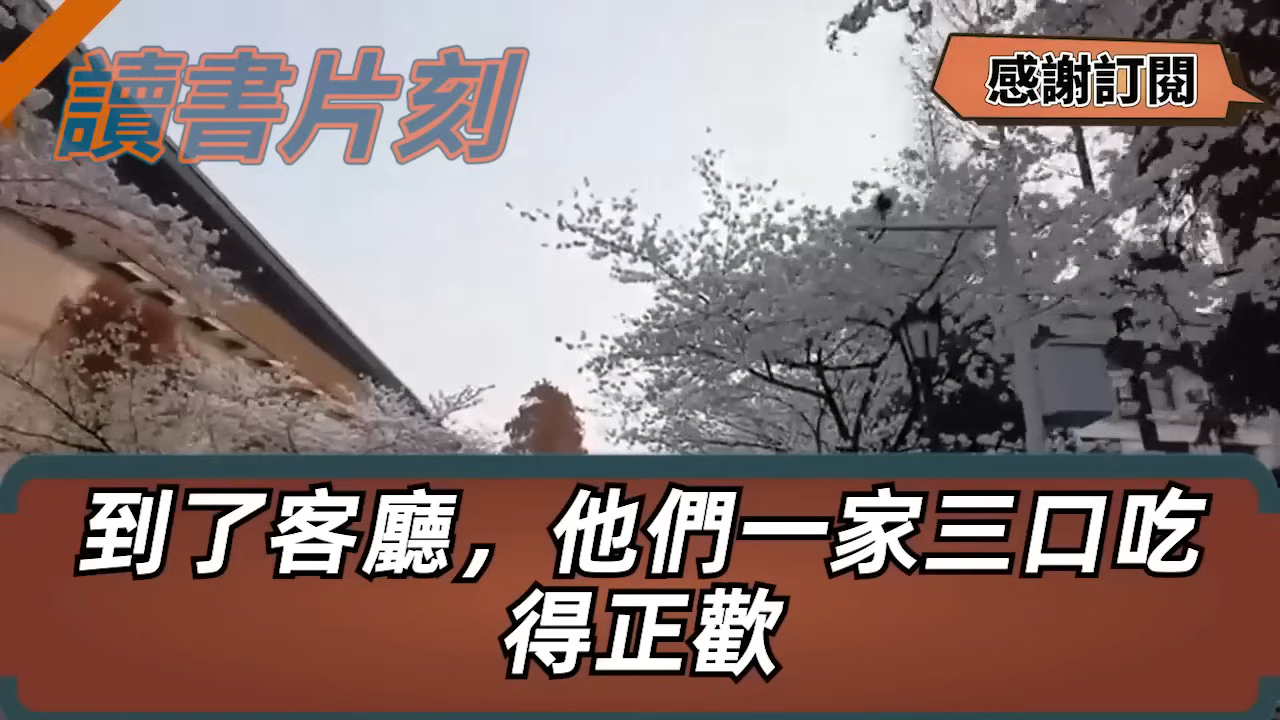 讀書片刻
感謝訂閱
到了客廳，他們一家三口吃
得正歡